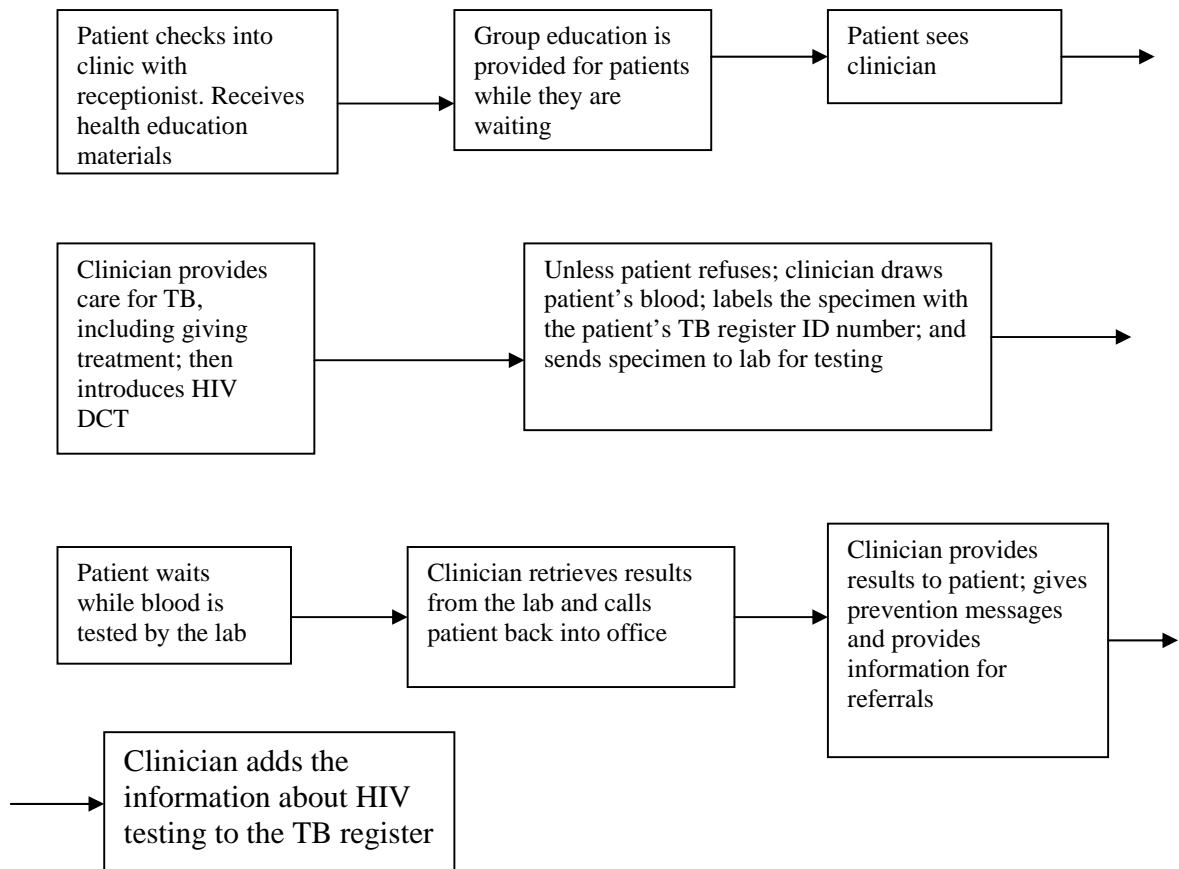 Patient checks into
clinic with
receptionist. Receives
health education
materials
Group education is
provided for patients
while they are
waiting
Patient sees
clinician
Clinician provides
care for TB,
including giving
treatment; then
introduces HIV
DCT
Unless patient refuses; clinician draws
patient’s blood; labels the specimen with
the patient’s TB register ID number; and
sends specimen to lab for testing
Patient waits
while blood is
tested by the lab
Clinician retrieves results
from the lab and calls
patient back into office
Clinician provides
results to patient; gives
prevention messages
and provides
information for
referrals
Clinician adds the
information about HIV
testing to the TB register